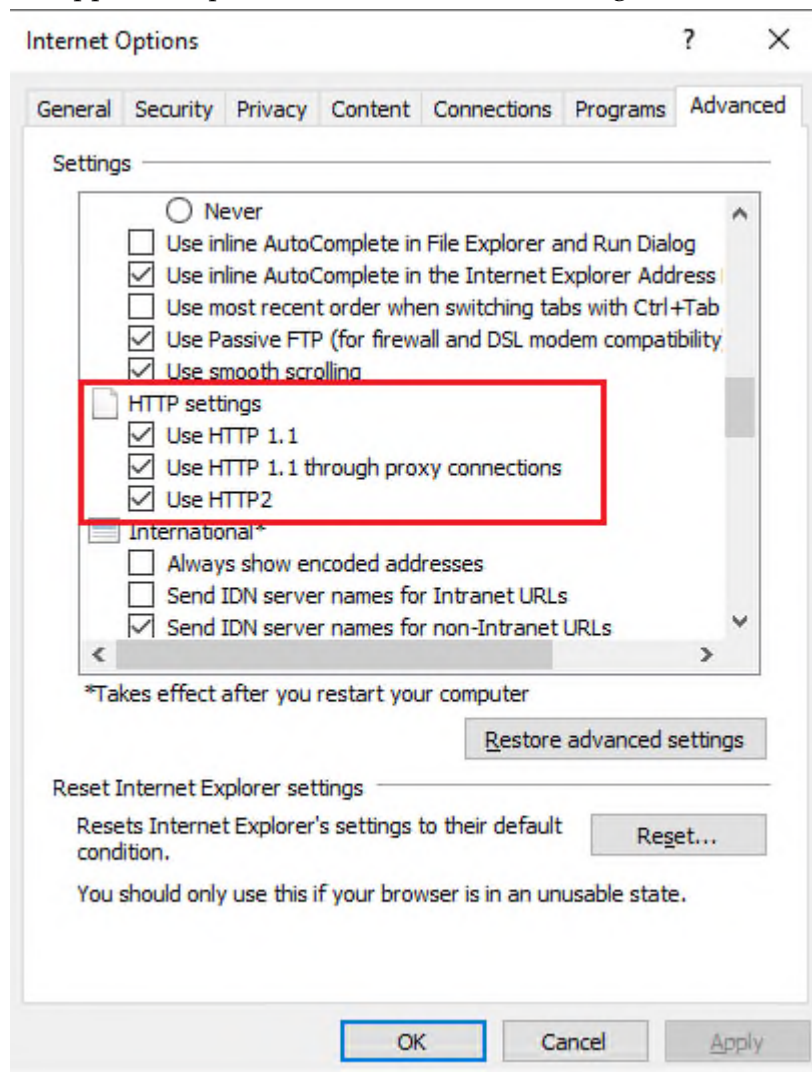 Internet Options
?
General Security Privacy Content Connections Programs Advanced
Settings
Never
Use inline AutoComplete in File Explorer and Run Dialog
Use inline AutoComplete in the Internet Explorer Address
Use most recent order when switching tabs with Ctrl+Tab
Use Passive FTP (for firewall and DSL modem compatibility
Use smooth scrolling
HTTP settings
Use HTTP 1.1
Use HTTP 1.1 through proxy connections
Use HTTP2
International*
Always show encoded addresses
Send IDN server names for Intranet URLs
Send IDN server names for non-Intranet URLs
*Takes effect after you restart your computer
Restore advanced settings
Reset Internet Explorer settings
Resets Internet Explorer's settings to their default
condition.
Reset...
You should only use this if your browser is in an unusable state.
OK Cancel Apply